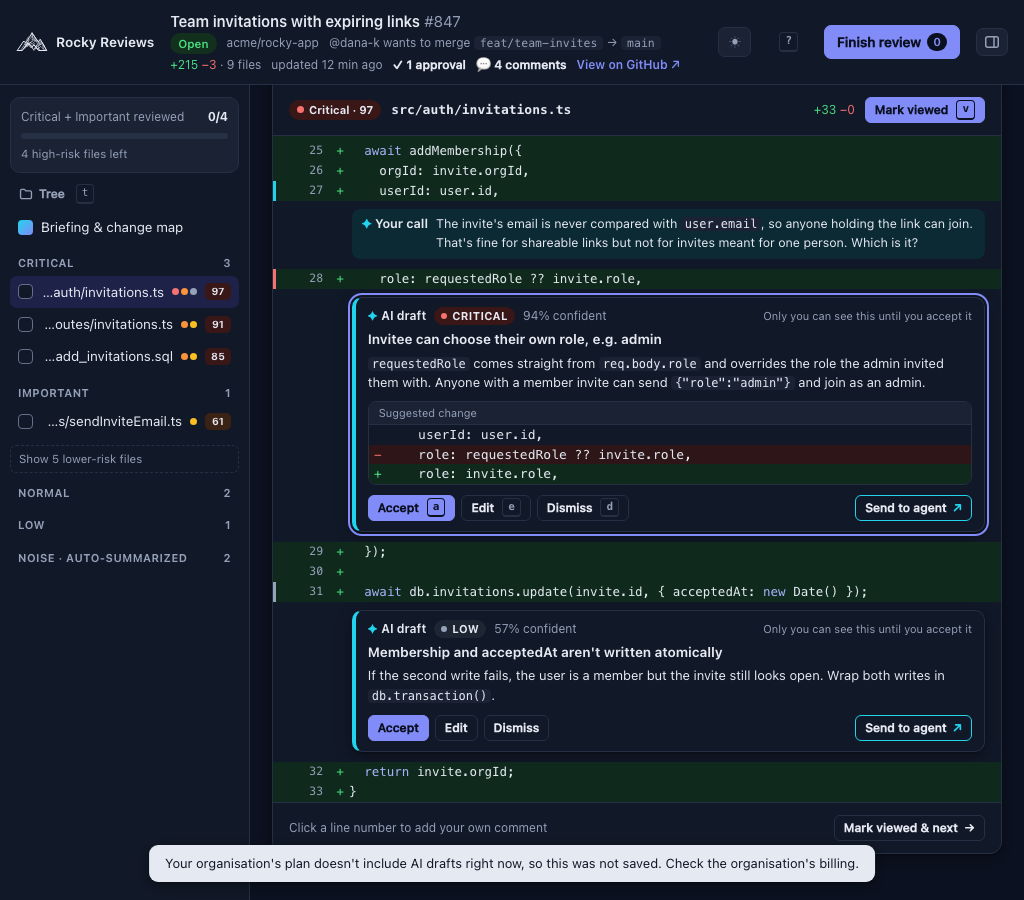 Rocky Reviews
Team invitations with expiring links #847
Open acme/rocky-app @dana-k wants to merge feat/team-invites → main
+215 −3 · 9 files updated 12 min ago ✓ 1 approval 💬 4 comments View on GitHub ↗
?
Finish review 0
Critical + Important reviewed 0/4
4 high-risk files left
Tree t
Briefing & change map
CRITICAL 3
…auth/invitations.ts 97
…outes/invitations.ts 91
…add_invitations.sql 85
IMPORTANT 1
…s/sendInviteEmail.ts 61
Show 5 lower-risk files
NORMAL 2
LOW 1
NOISE · AUTO-SUMMARIZED 2
Critical · 97 src/auth/invitations.ts +33 −0 Mark viewed v
25 + await addMembership({
26 + orgId: invite.orgId,
27 + userId: user.id,
✦ Your call The invite's email is never compared with user.email, so anyone holding the link can join.
That's fine for shareable links but not for invites meant for one person. Which is it?
28 + role: requestedRole ?? invite.role,
✦ AI draft CRITICAL 94% confident Only you can see this until you accept it
Invitee can choose their own role, e.g. admin
requestedRole comes straight from req.body.role and overrides the role the admin invited
them with. Anyone with a member invite can send {"role":"admin"} and join as an admin.
Suggested change
userId: user.id,
− role: requestedRole ?? invite.role,
+ role: invite.role,
Accept a Edit e Dismiss d Send to agent ↗
29 + });
30 +
31 + await db.invitations.update(invite.id, { acceptedAt: new Date() });
✦ AI draft LOW 57% confident Only you can see this until you accept it
Membership and acceptedAt aren't written atomically
If the second write fails, the user is a member but the invite still looks open. Wrap both writes in
db.transaction().
Accept Edit Dismiss Send to agent ↗
32 + return invite.orgId;
33 + }
Click a line number to add your own comment Mark viewed & next →
Your organisation's plan doesn't include AI drafts right now, so this was not saved. Check the organisation's billing.